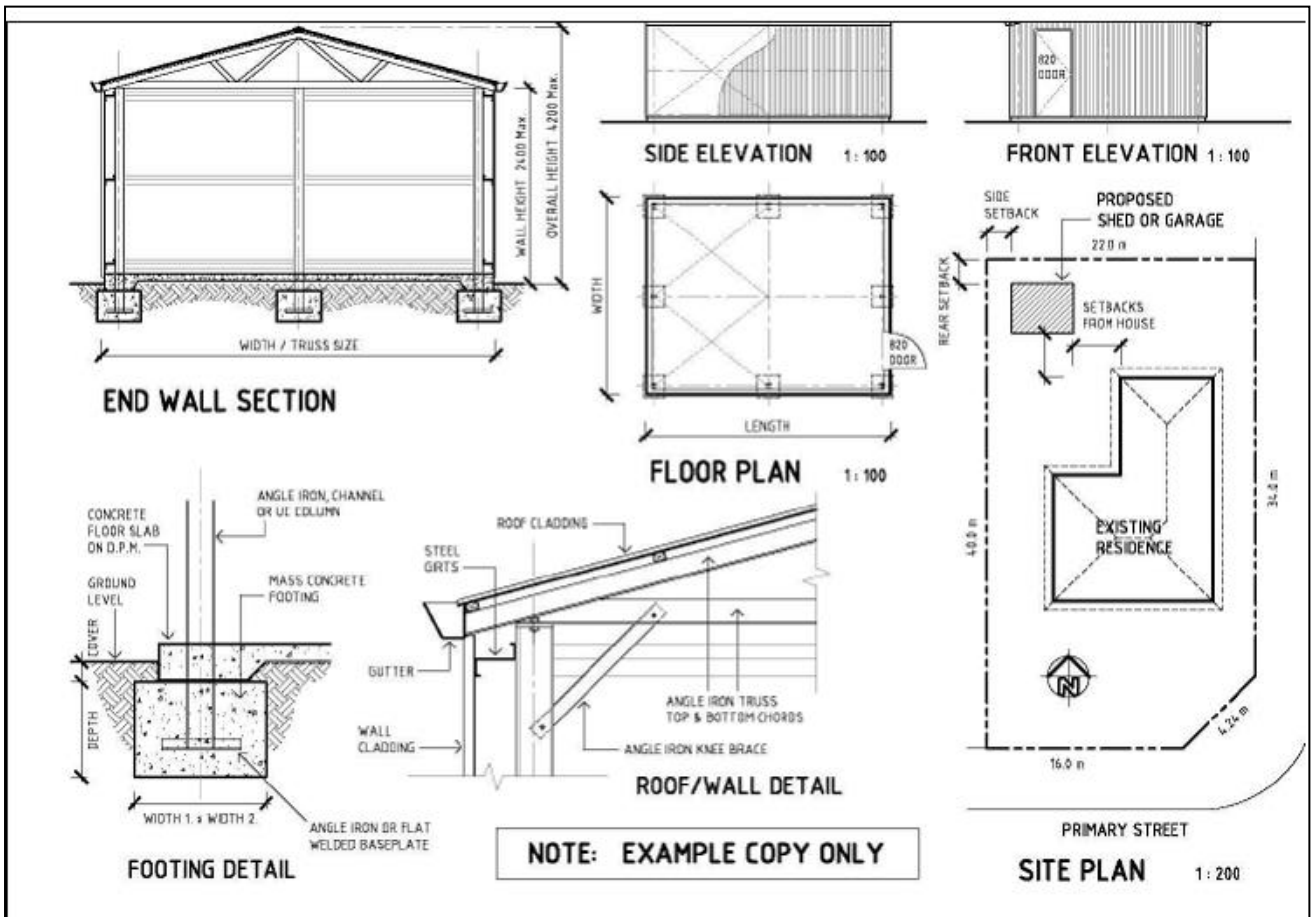 WALL HEIGHT 2400 Max.
OVERALL HEIGHT 4200 Max.
WIDTH / TRUSS SIZE
END WALL SECTION
SIDE ELEVATION 1: 100
820
DOOR
FRONT ELEVATION 1: 100
WIDTH
820
DOOR
LENGTH
FLOOR PLAN 1: 100
SIDE
SETBACK
PROPOSED
SHED OR GARAGE
22.0 m
REAR SETBACK
SETBACKS
FROM HOUSE
40.0 m
34.0 m
EXISTING
RESIDENCE
N
4.24 m
16.0 m
PRIMARY STREET
SITE PLAN 1: 200
CONCRETE
FLOOR SLAB
ON D.P.M.
ANGLE IRON, CHANNEL
OR UC COLUMN
GROUND
LEVEL
MASS CONCRETE
FOOTING
COVER
DEPTH
WIDTH 1. x WIDTH 2.
ANGLE IRON OR FLAT
WELDED BASEPLATE
FOOTING DETAIL
ROOF CLADDING
STEEL
GIRTS
GUTTER
WALL
CLADDING
ANGLE IRON TRUSS
TOP & BOTTOM CHORDS
ANGLE IRON KNEE BRACE
ROOF/WALL DETAIL
NOTE: EXAMPLE COPY ONLY